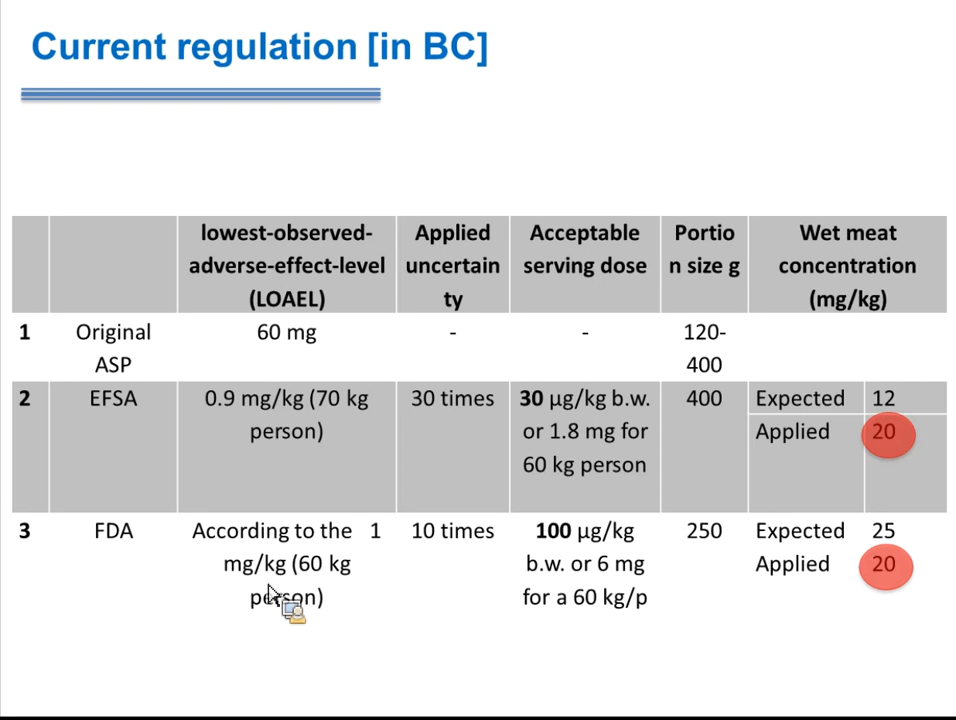 Current regulation [in BC]
lowest-observed-
adverse-effect-level
(LOAEL)
Applied
uncertain
ty
Acceptable
serving dose
Portio
n size g
Wet meat
concentration
(mg/kg)
1
Original
ASP
60 mg
-
-
120-
400
2
EFSA
0.9 mg/kg (70 kg
person)
30 times
30 µg/kg b.w.
or 1.8 mg for
60 kg person
400
Expected 12
Applied 20
3
FDA
According to the 1
mg/kg (60 kg
person)
10 times
100 µg/kg
b.w. or 6 mg
for a 60 kg/p
250
Expected 25
Applied 20